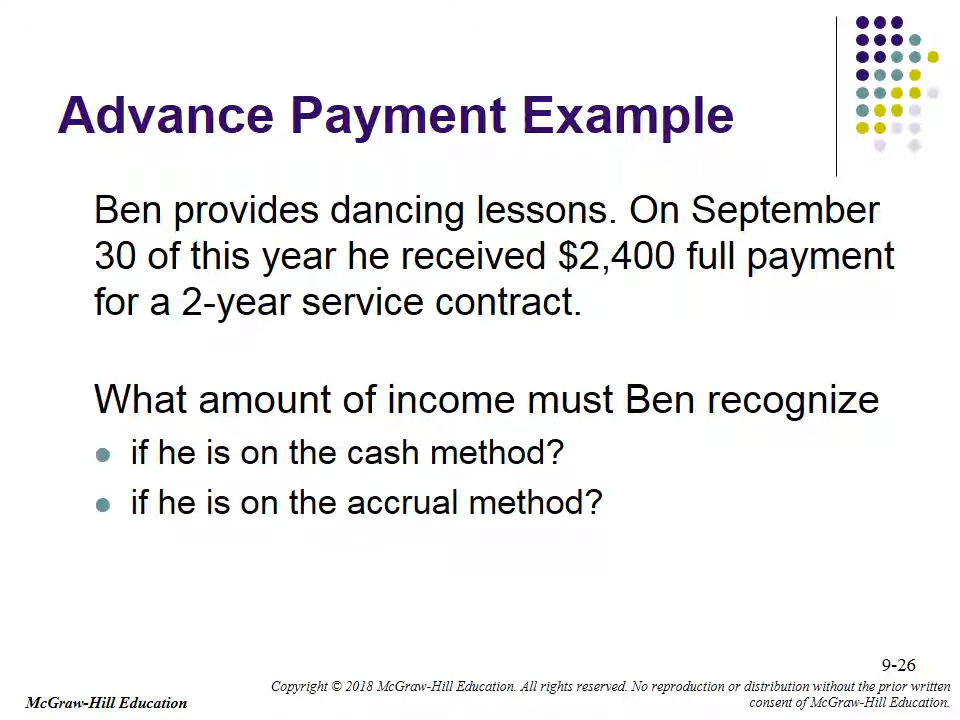 Advance Payment Example
Ben provides dancing lessons. On September
30 of this year he received $2,400 full payment
for a 2-year service contract.
What amount of income must Ben recognize
if he is on the cash method?
if he is on the accrual method?
9-26
Copyright © 2018 McGraw-Hill Education. All rights reserved. No reproduction or distribution without the prior written
consent of McGraw-Hill Education.
McGraw-Hill Education